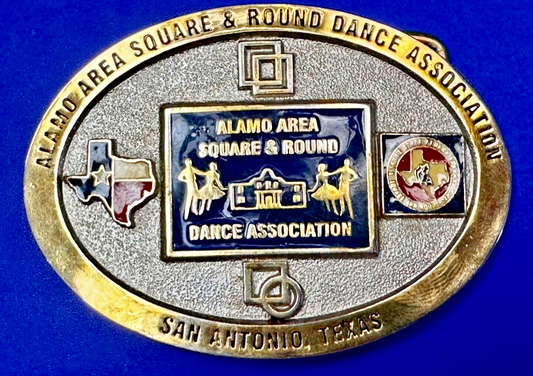 ALAMO AREA SQUARE & ROUND DANCE ASSOCIATION
ALAMO AREA
SQUARE & ROUND
DANCE ASSOCIATION
SAN ANTONIO, TEXAS